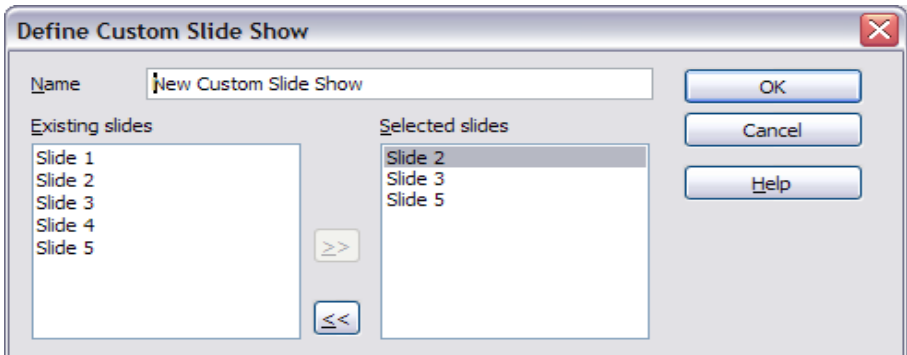 Define Custom Slide Show
Name New Custom Slide Show OK
Existing slides Selected slides Cancel
Slide 1 Slide 2
Slide 2 Slide 3 Help
Slide 3 Slide 5
Slide 4
Slide 5
>>
<<